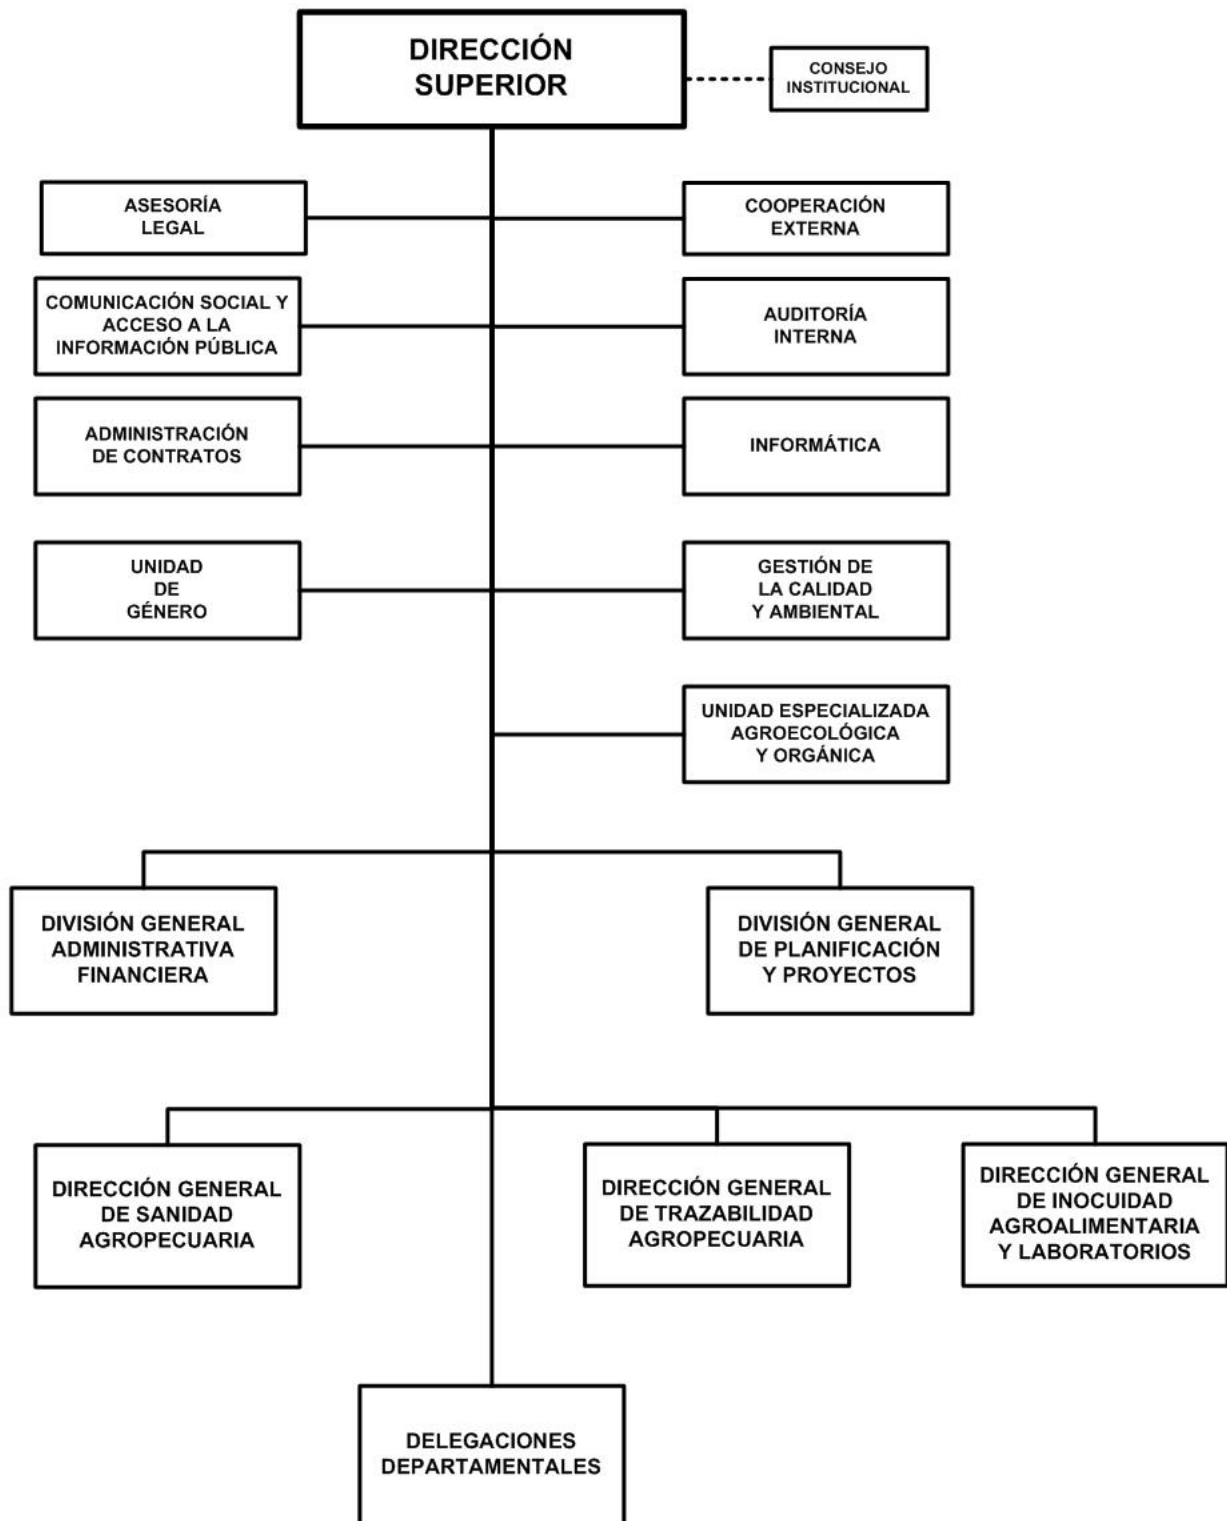 DIRECCIÓN
SUPERIOR
CONSEJO
INSTITUCIONAL
ASESORÍA
LEGAL
COOPERACIÓN
EXTERNA
COMUNICACIÓN SOCIAL Y
ACCESO A LA
INFORMACIÓN PÚBLICA
AUDITORÍA
INTERNA
ADMINISTRACIÓN
DE CONTRATOS
INFORMÁTICA
UNIDAD
DE
GÉNERO
GESTIÓN DE
LA CALIDAD
Y AMBIENTAL
UNIDAD ESPECIALIZADA
AGROECOLÓGICA
Y ORGÁNICA
DIVISIÓN GENERAL
ADMINISTRATIVA
FINANCIERA
DIVISIÓN GENERAL
DE PLANIFICACIÓN
Y PROYECTOS
DIRECCIÓN GENERAL
DE SANIDAD
AGROPECUARIA
DIRECCIÓN GENERAL
DE TRAZABILIDAD
AGROPECUARIA
DIRECCIÓN GENERAL
DE INOCUIDAD
AGROALIMENTARIA
Y LABORATORIOS
DELEGACIONES
DEPARTAMENTALES